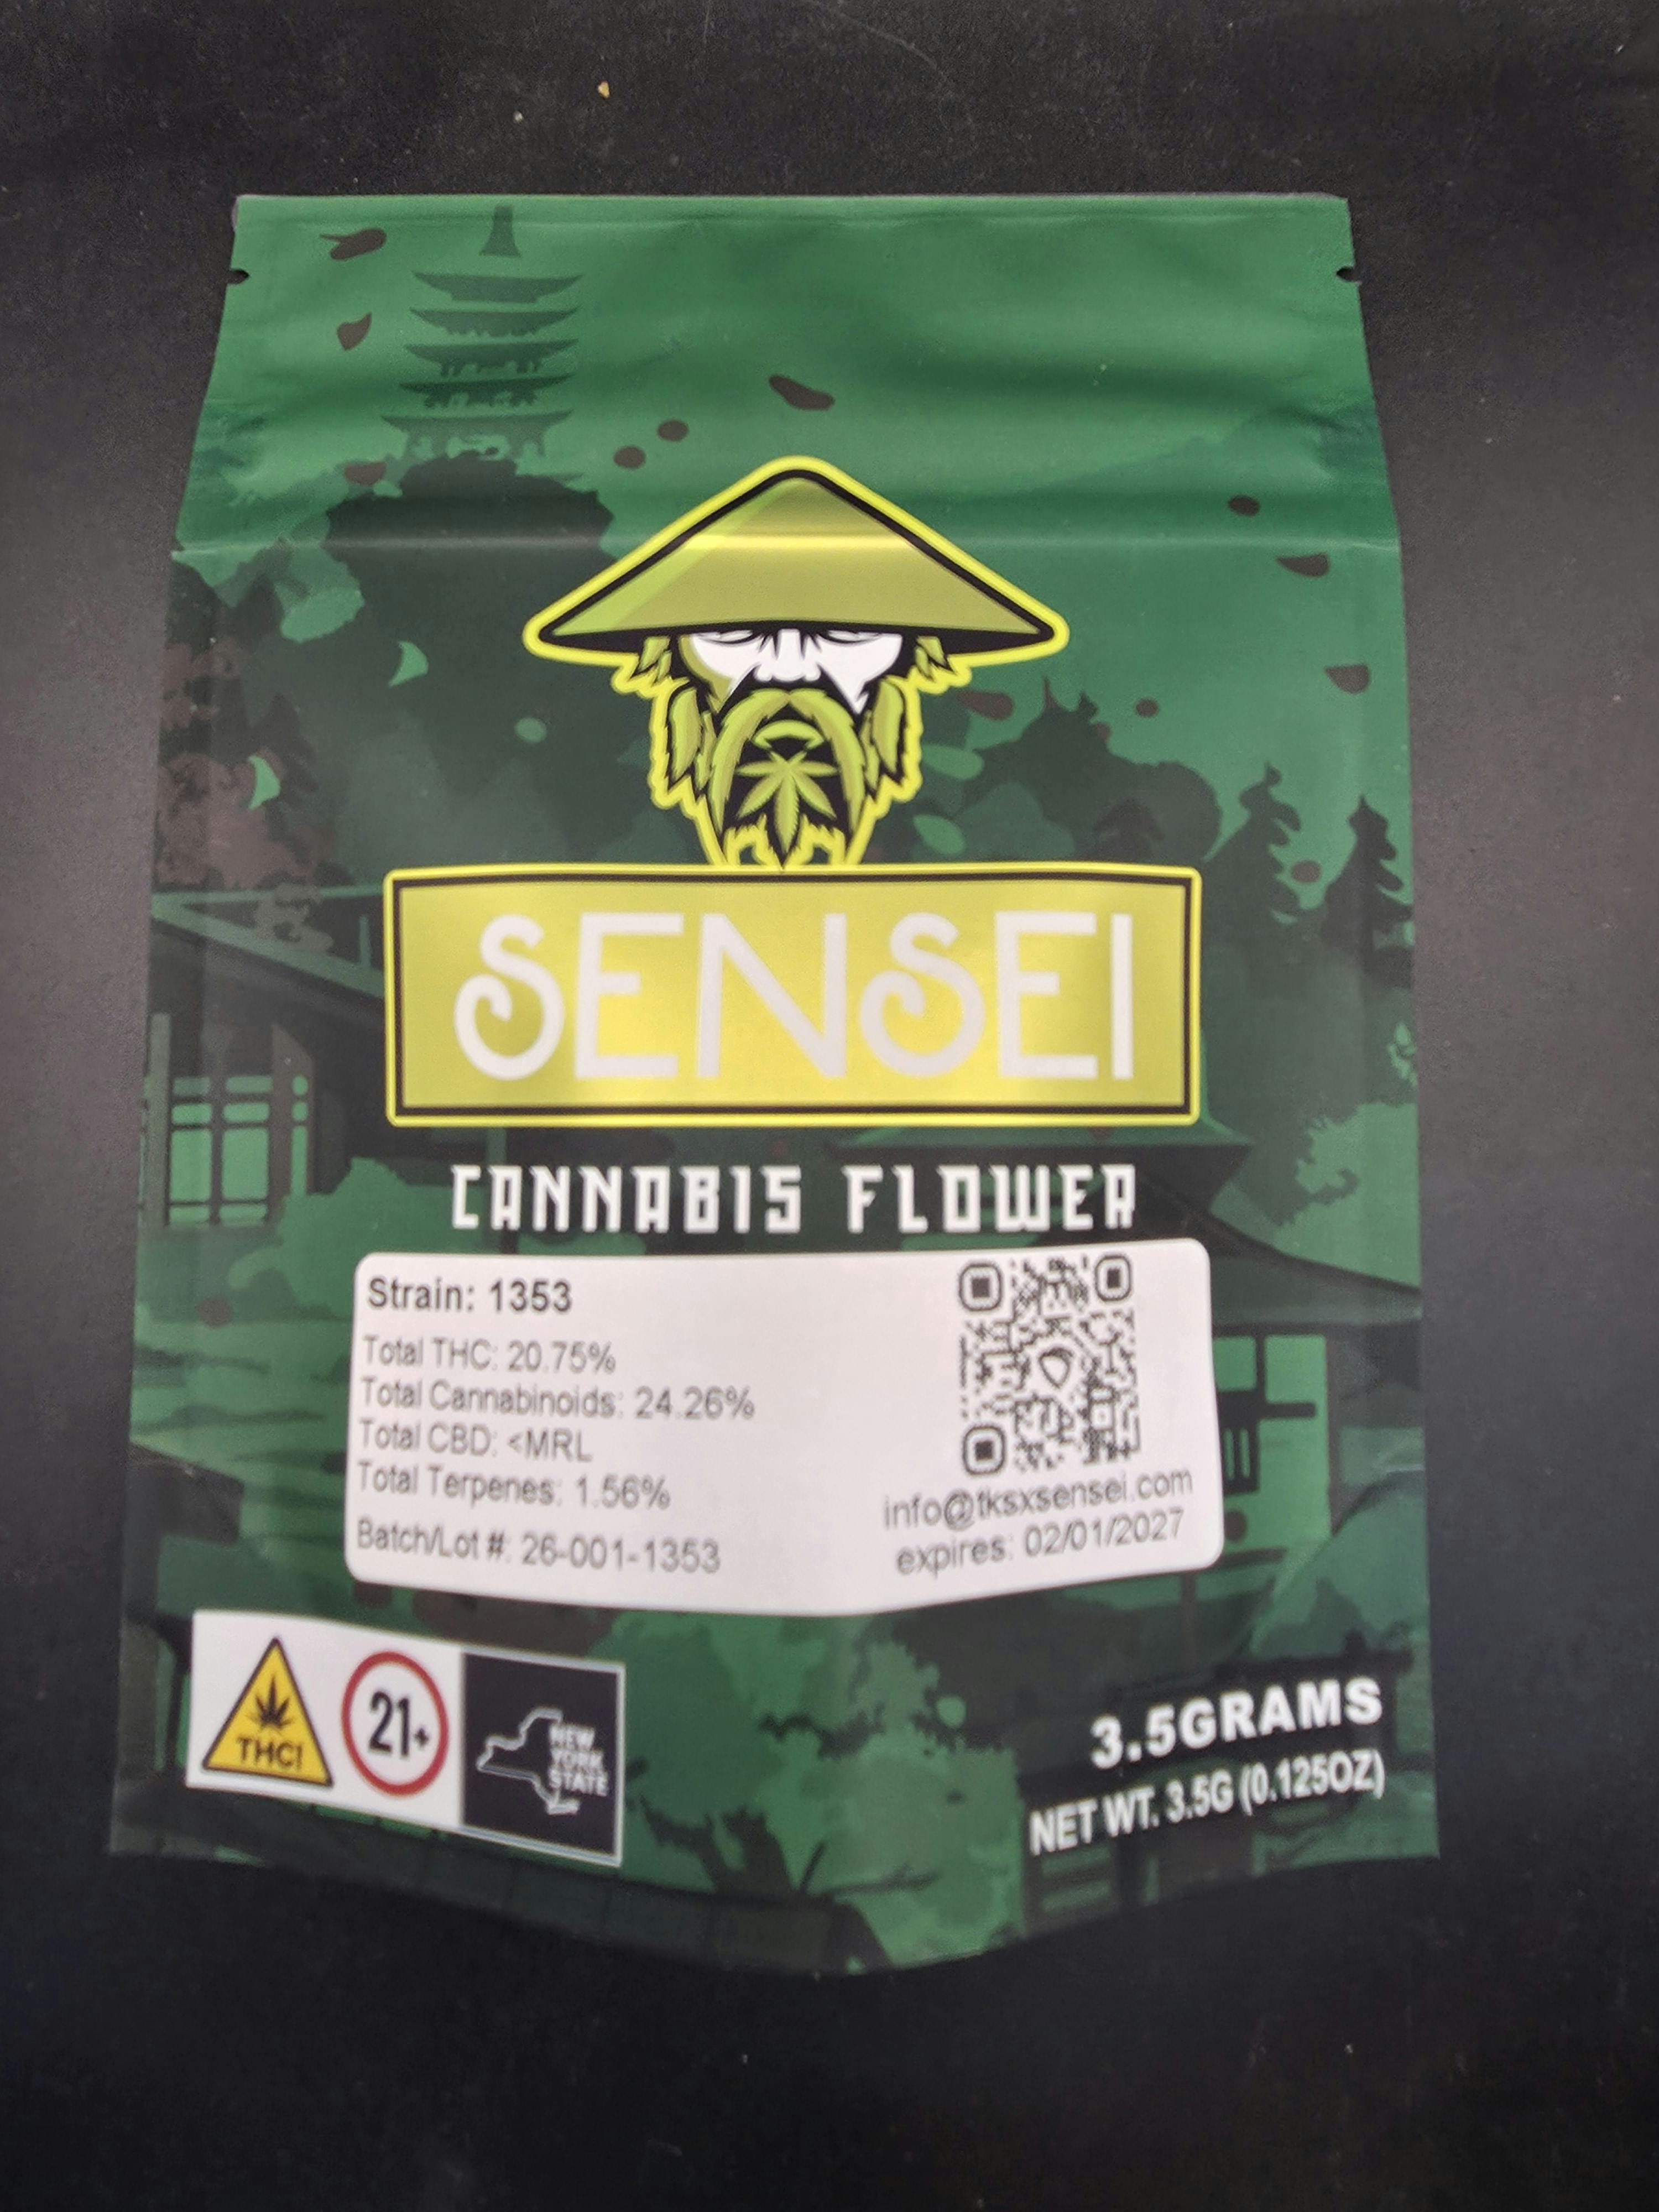 SENSEI
CANNABIS FLOWER
Strain: 1353
Total THC: 20.75%
Total Cannabinoids: 24.26%
Total CBD: <MRL
Total Terpenes: 1.56%
Batch/Lot #: 26-001-1353
info@tksxsensei.com
expires: 02/01/2027
THC!
21+
NEW
YORK
STATE
3.5GRAMS
NET WT. 3.5G (0.125OZ)